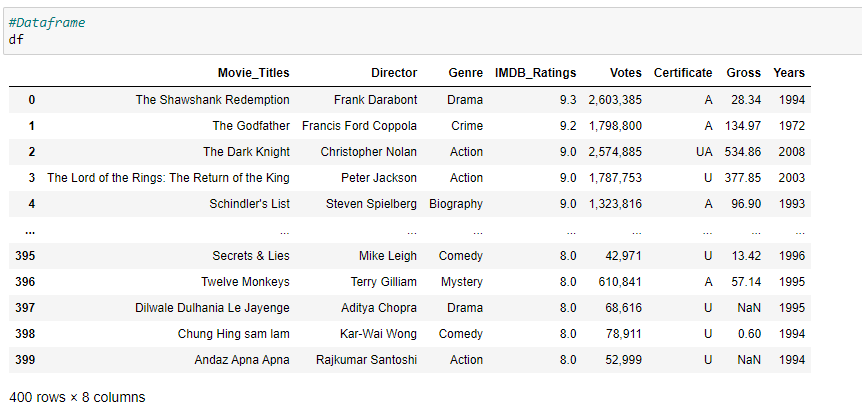 #Dataframe
df
Movie_Titles Director Genre IMDB_Ratings Votes Certificate Gross Years
0 The Shawshank Redemption Frank Darabont Drama 9.3 2,603,385 A 28.34 1994
1 The Godfather Francis Ford Coppola Crime 9.2 1,798,800 A 134.97 1972
2 The Dark Knight Christopher Nolan Action 9.0 2,574,885 UA 534.86 2008
3 The Lord of the Rings: The Return of the King Peter Jackson Action 9.0 1,787,753 U 377.85 2003
4 Schindler's List Steven Spielberg Biography 9.0 1,323,816 A 96.90 1993
... ... ... ... ... ... ... ... ...
395 Secrets & Lies Mike Leigh Comedy 8.0 42,971 U 13.42 1996
396 Twelve Monkeys Terry Gilliam Mystery 8.0 610,841 A 57.14 1995
397 Dilwale Dulhania Le Jayenge Aditya Chopra Drama 8.0 68,616 U NaN 1995
398 Chung Hing sam lam Kar-Wai Wong Comedy 8.0 78,911 U 0.60 1994
399 Andaz Apna Apna Rajkumar Santoshi Action 8.0 52,999 U NaN 1994
400 rows × 8 columns